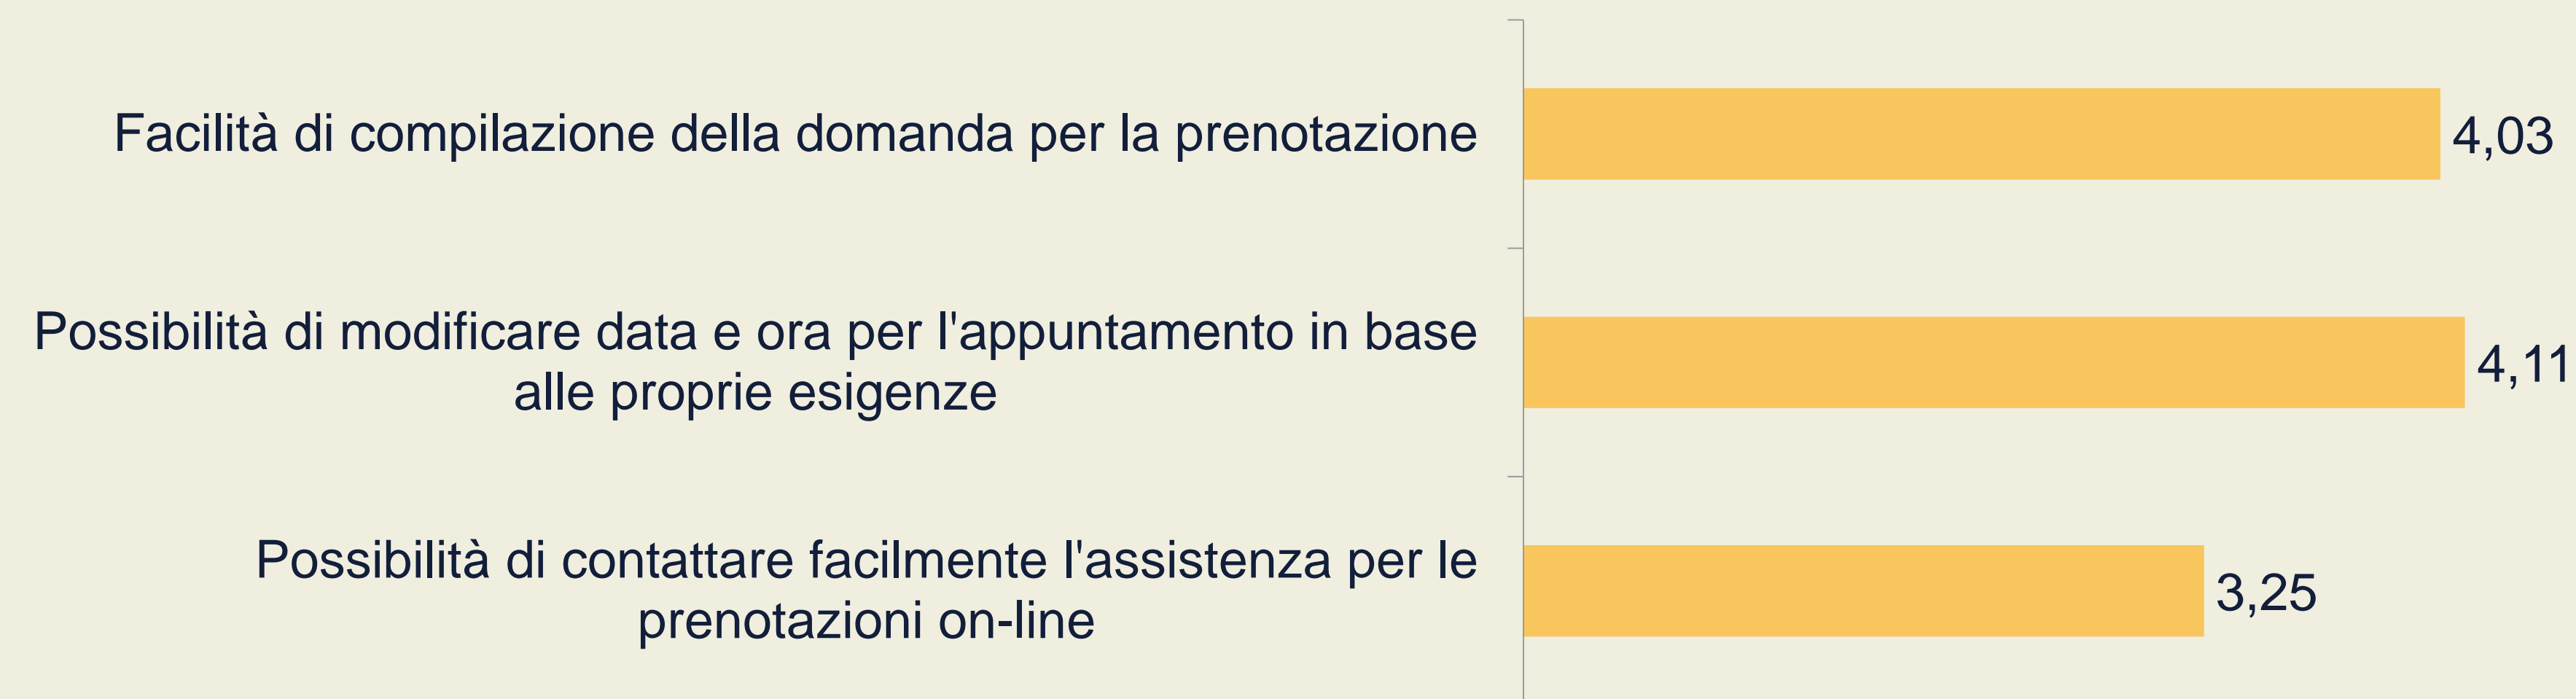 Facilità di compilazione della domanda per la prenotazione
4,03
Possibilità di modificare data e ora per l'appuntamento in base
alle proprie esigenze
4,11
Possibilità di contattare facilmente l'assistenza per le
prenotazioni on-line
3,25